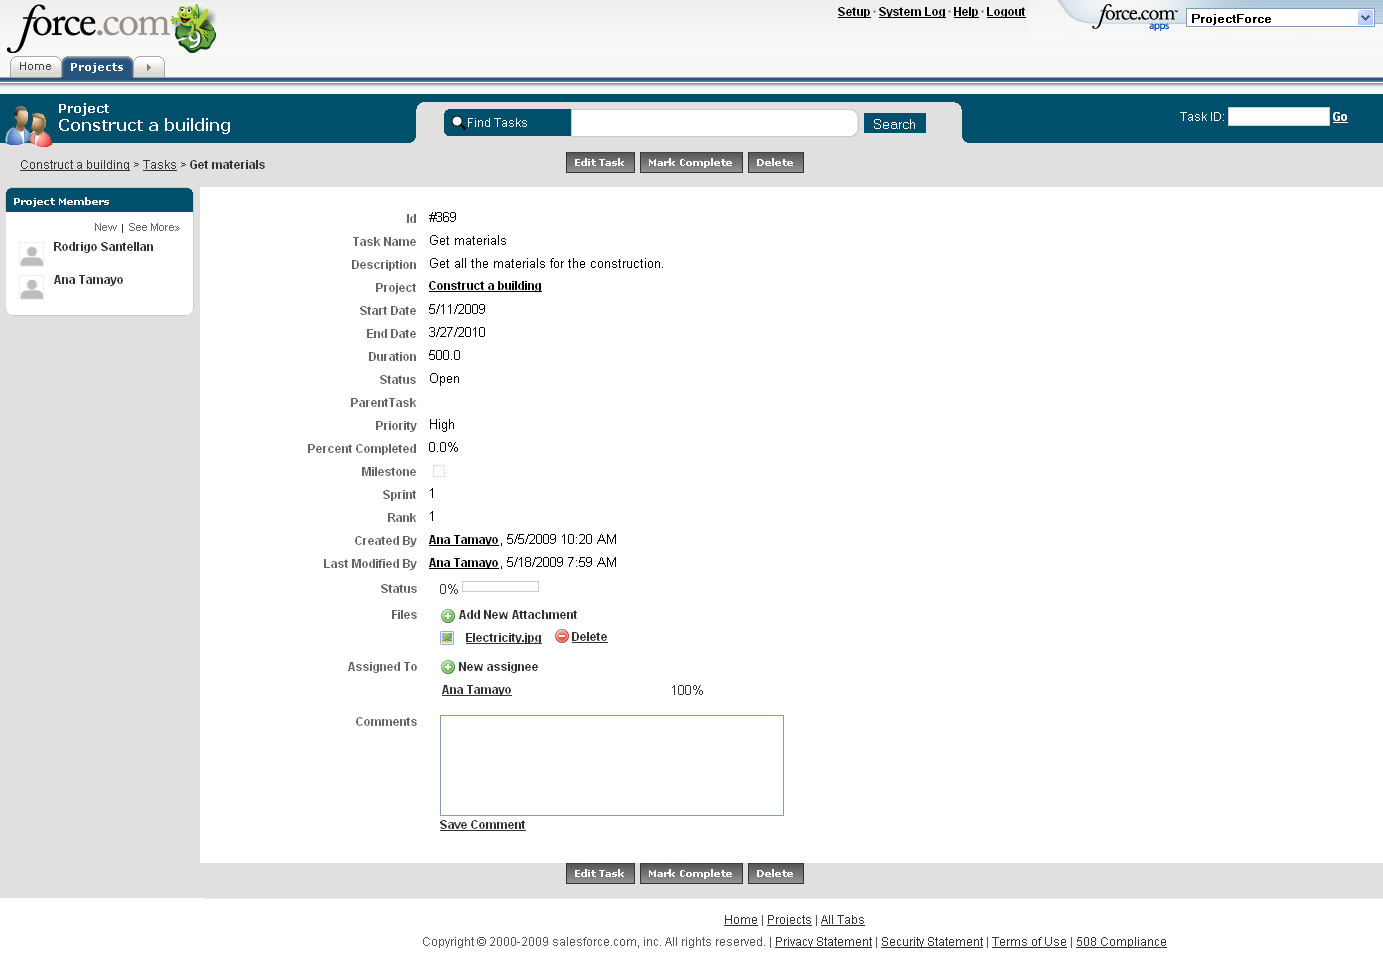 force.com 9
Setup · System Log · Help · Logout
force.com apps
ProjectForce
Home Projects
Project
Construct a building
Find Tasks Search
Task ID: Go
Construct a building > Tasks > Get materials
Edit Task Mark Complete Delete
Project Members
New | See More»
Rodrigo Santellan
Ana Tamayo
Id #369
Task Name Get materials
Description Get all the materials for the construction.
Project Construct a building
Start Date 5/11/2009
End Date 3/27/2010
Duration 500.0
Status Open
ParentTask
Priority High
Percent Completed 0.0%
Milestone
Sprint 1
Rank 1
Created By Ana Tamayo, 5/5/2009 10:20 AM
Last Modified By Ana Tamayo, 5/18/2009 7:59 AM
Status 0%
Files Add New Attachment
Electricity.jpg Delete
Assigned To New assignee
Ana Tamayo 100%
Comments
Save Comment
Edit Task Mark Complete Delete
Home | Projects | All Tabs
Copyright © 2000-2009 salesforce.com, inc. All rights reserved. | Privacy Statement | Security Statement | Terms of Use | 508 Compliance